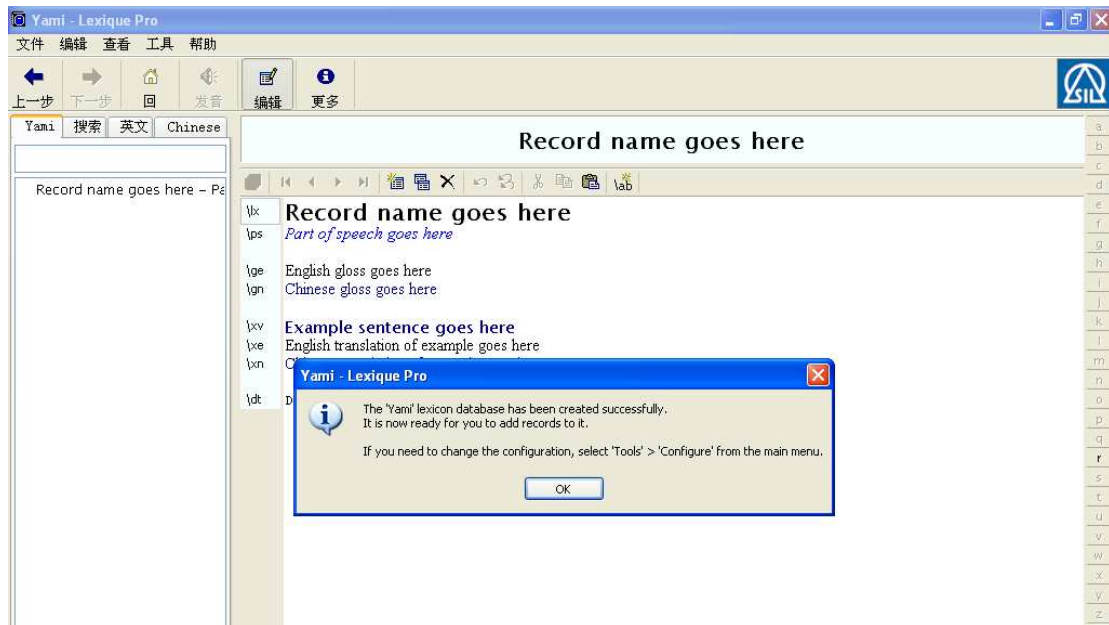 Yami - Lexique Pro
文件 编辑 查看 工具 帮助
上一步 下一步 回 发音 编辑 更多
SIL
Yami 搜索 英文 Chinese
Record name goes here
Record name goes here – Pa
\ab
\lx Record name goes here
\ps Part of speech goes here
\ge English gloss goes here
\gn Chinese gloss goes here
\xv Example sentence goes here
\xe English translation of example goes here
\xn
\dt
Yami - Lexique Pro
The 'Yami' lexicon database has been created successfully.
It is now ready for you to add records to it.
If you need to change the configuration, select 'Tools' > 'Configure' from the main menu.
OK
a
b
c
d
e
f
g
h
i
j
k
l
m
n
o
p
q
r
s
t
u
v
w
x
y
z